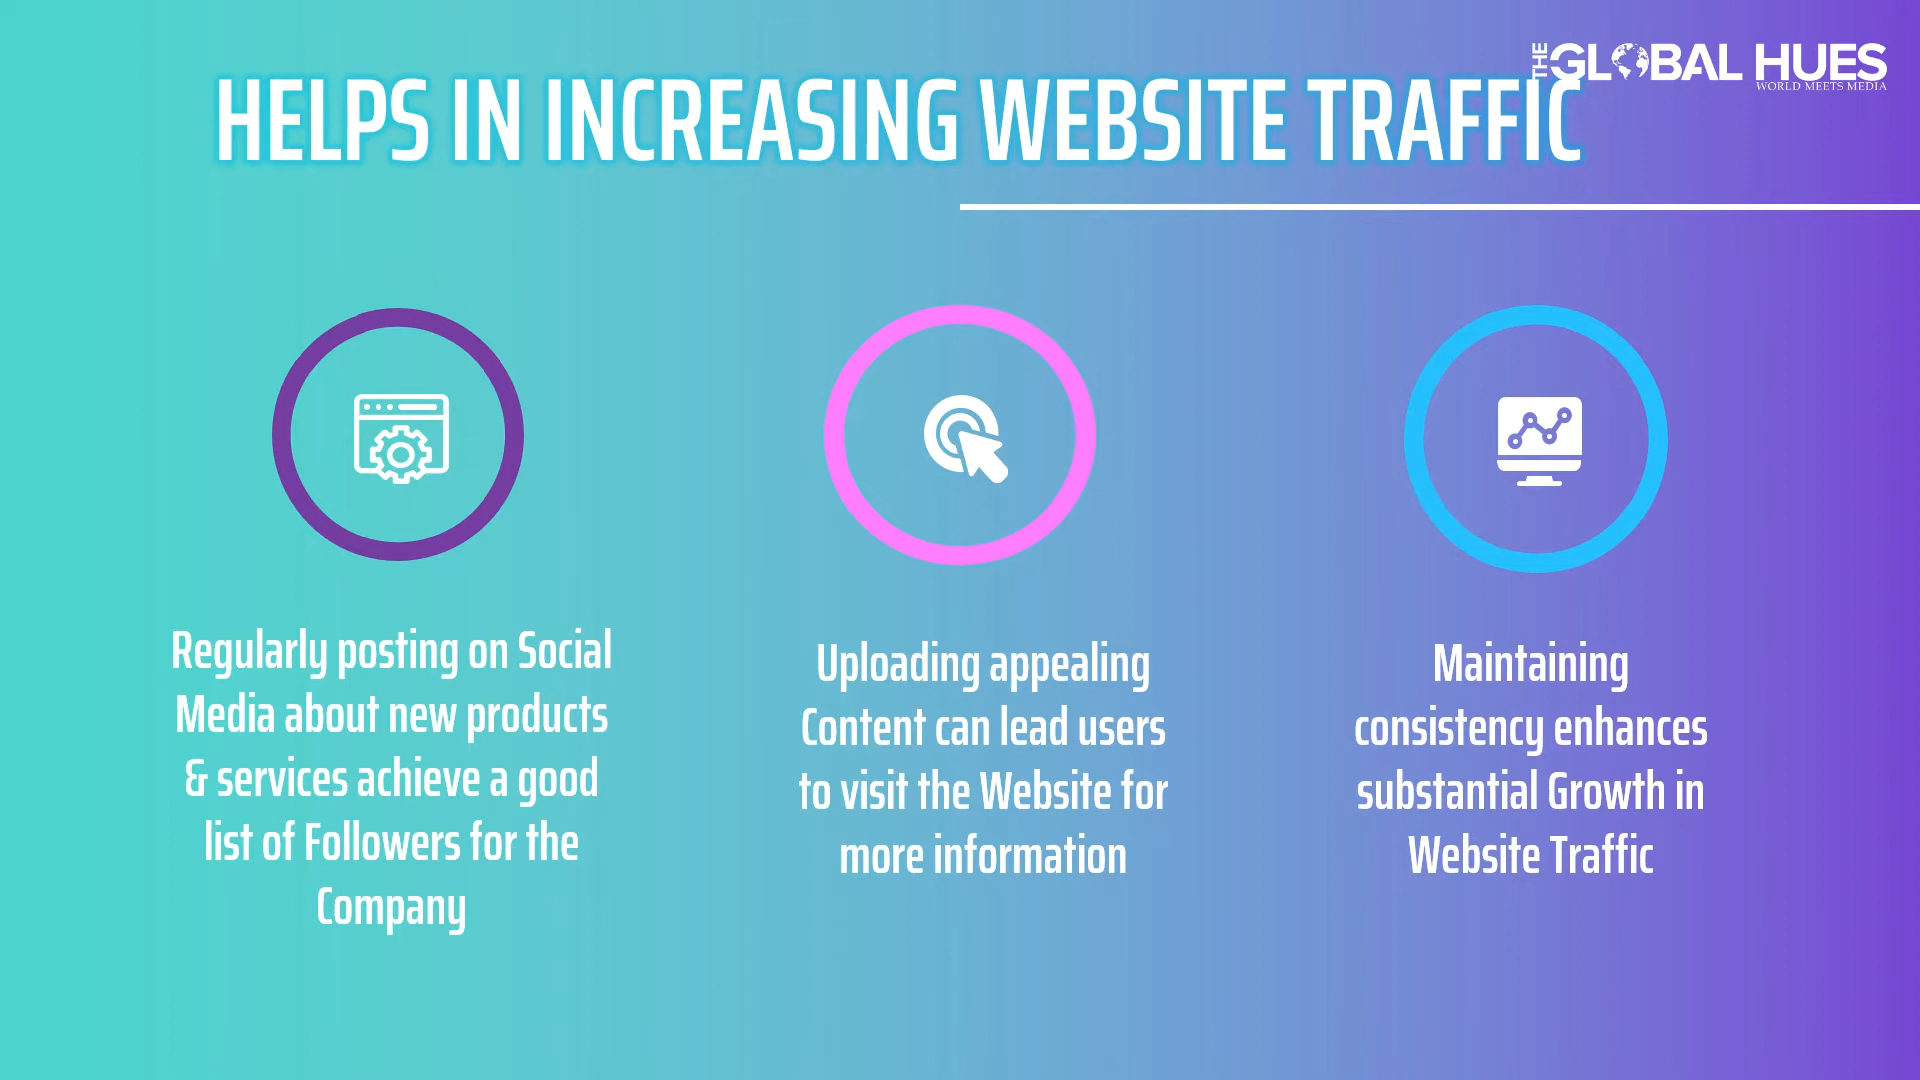 THE GLOBAL HUES
WORLD MEETS MEDIA
HELPS IN INCREASING WEBSITE TRAFFIC
Regularly posting on Social
Media about new products
& services achieve a good
list of Followers for the
Company
Uploading appealing
Content can lead users
to visit the Website for
more information
Maintaining
consistency enhances
substantial Growth in
Website Traffic